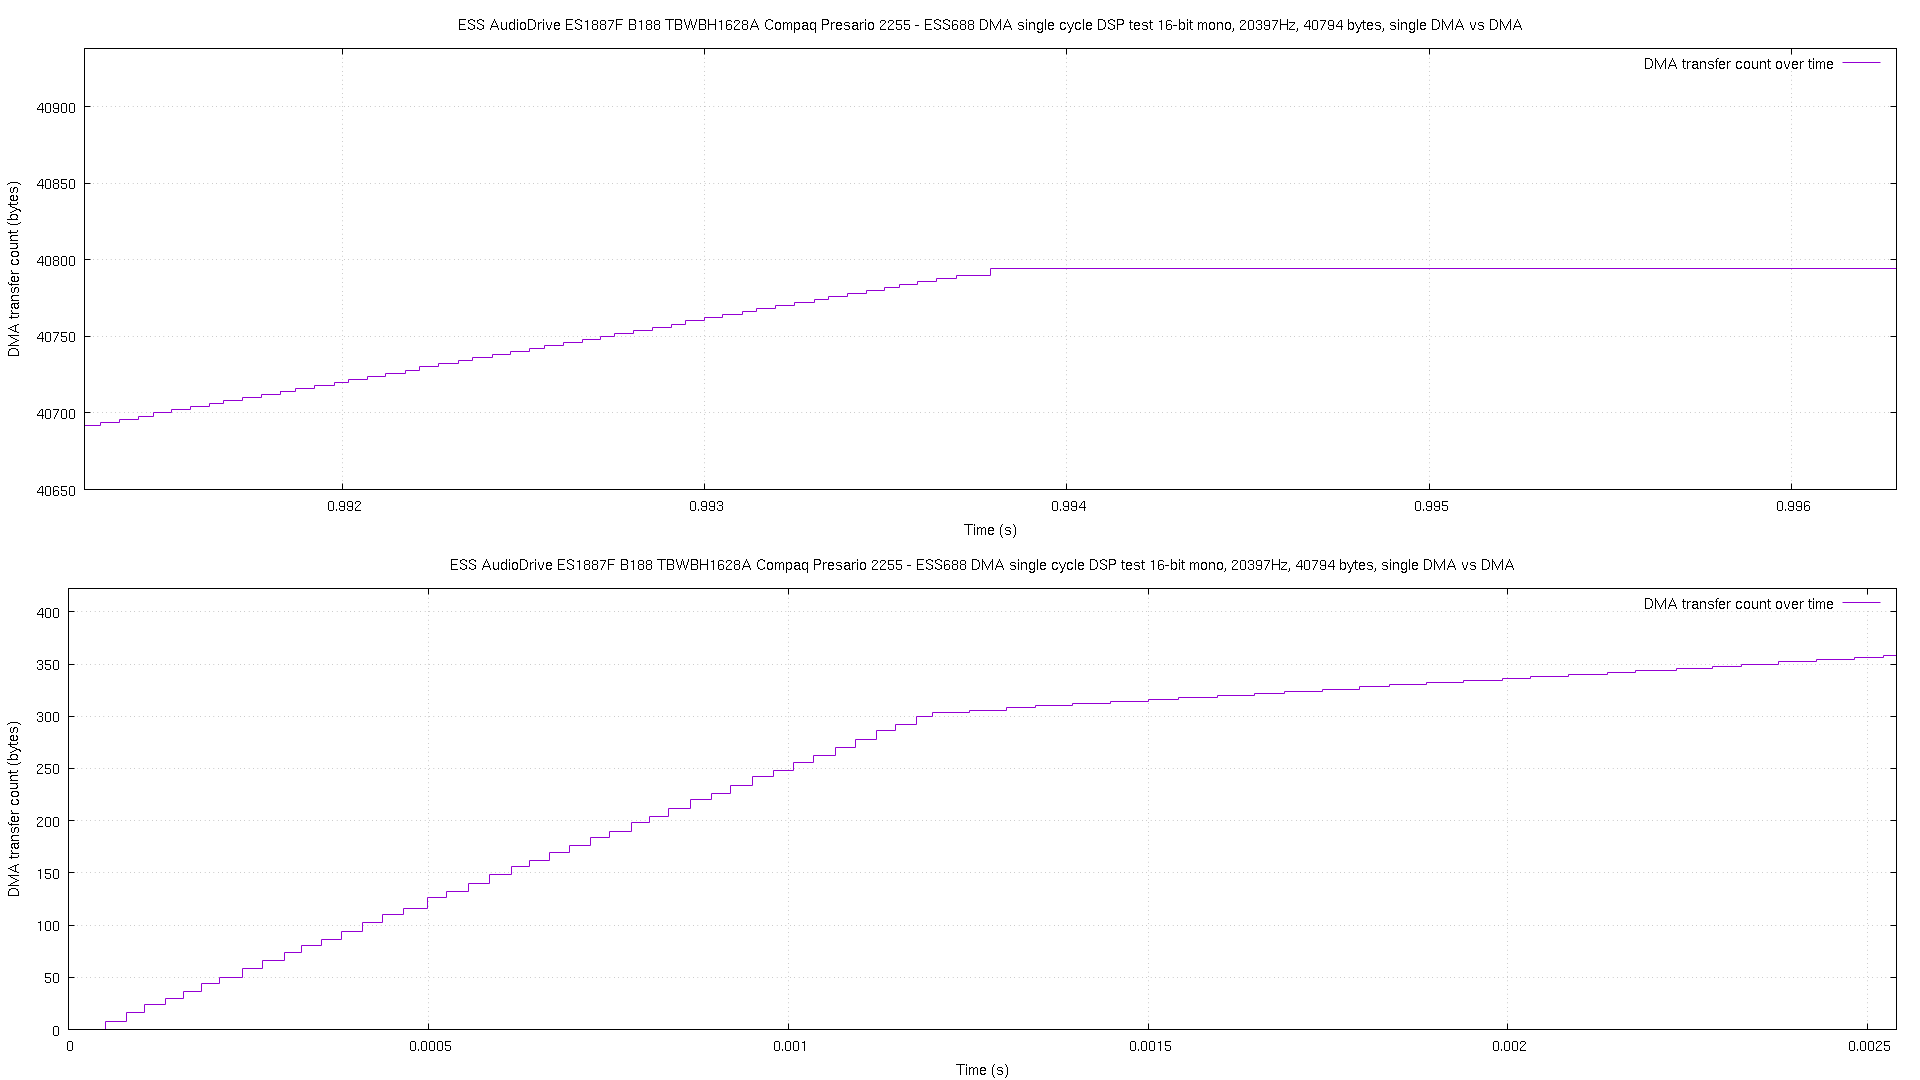 ESS AudioDrive ES1887F B188 TBWBH1628A Compaq Presario 2255 - ESS688 DMA single cycle DSP test 16-bit mono, 20397Hz, 40794 bytes, single DMA vs DMA
DMA transfer count over time
40900
40850
40800
40750
40700
40650
DMA transfer count (bytes)
0.992 0.993 0.994 0.995 0.996
Time (s)
ESS AudioDrive ES1887F B188 TBWBH1628A Compaq Presario 2255 - ESS688 DMA single cycle DSP test 16-bit mono, 20397Hz, 40794 bytes, single DMA vs DMA
DMA transfer count over time
400
350
300
250
200
150
100
50
0
DMA transfer count (bytes)
0 0.0005 0.001 0.0015 0.002 0.0025
Time (s)